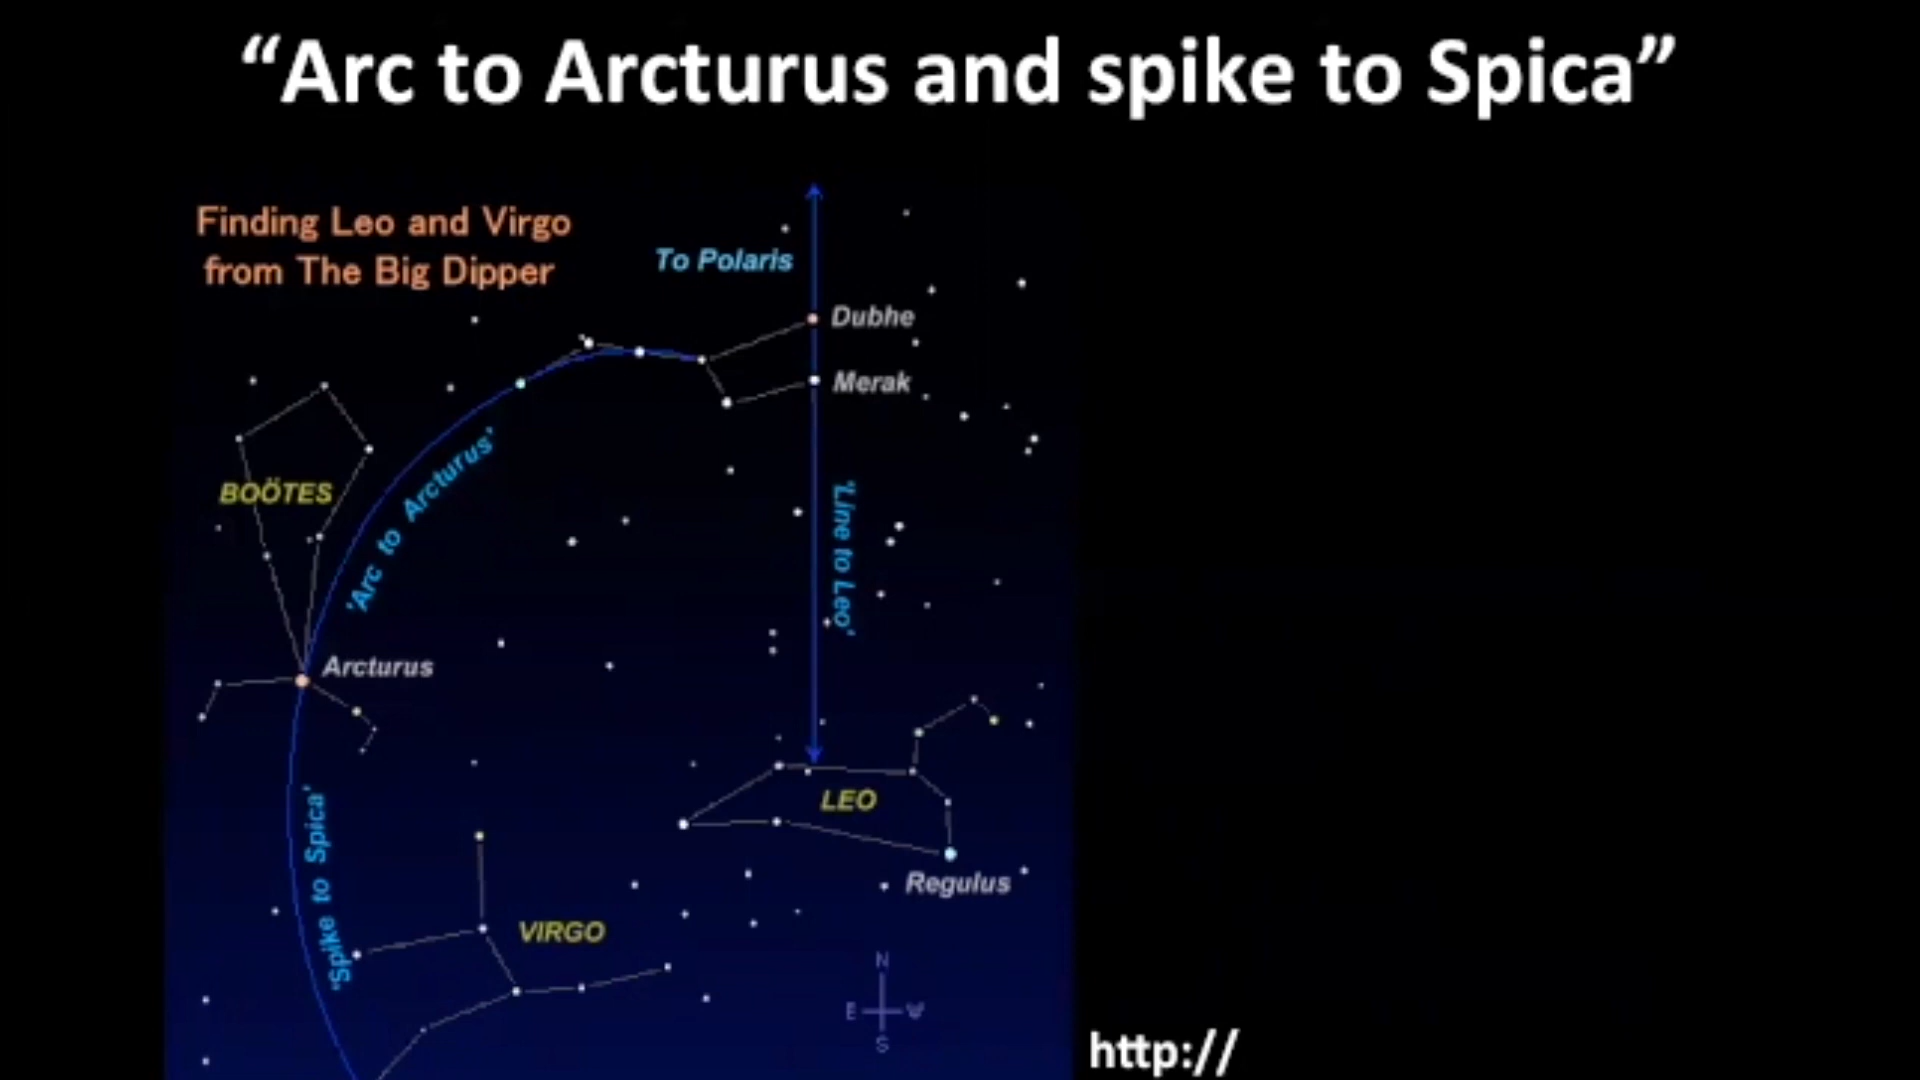 “Arc to Arcturus and spike to Spica”
Finding Leo and Virgo
from The Big Dipper
To Polaris
Dubhe
Merak
BOÖTES
'Arc to Arcturus'
'Line to Leo'
Arcturus
LEO
'Spike to Spica'
Regulus
VIRGO
N
E W
S
http://